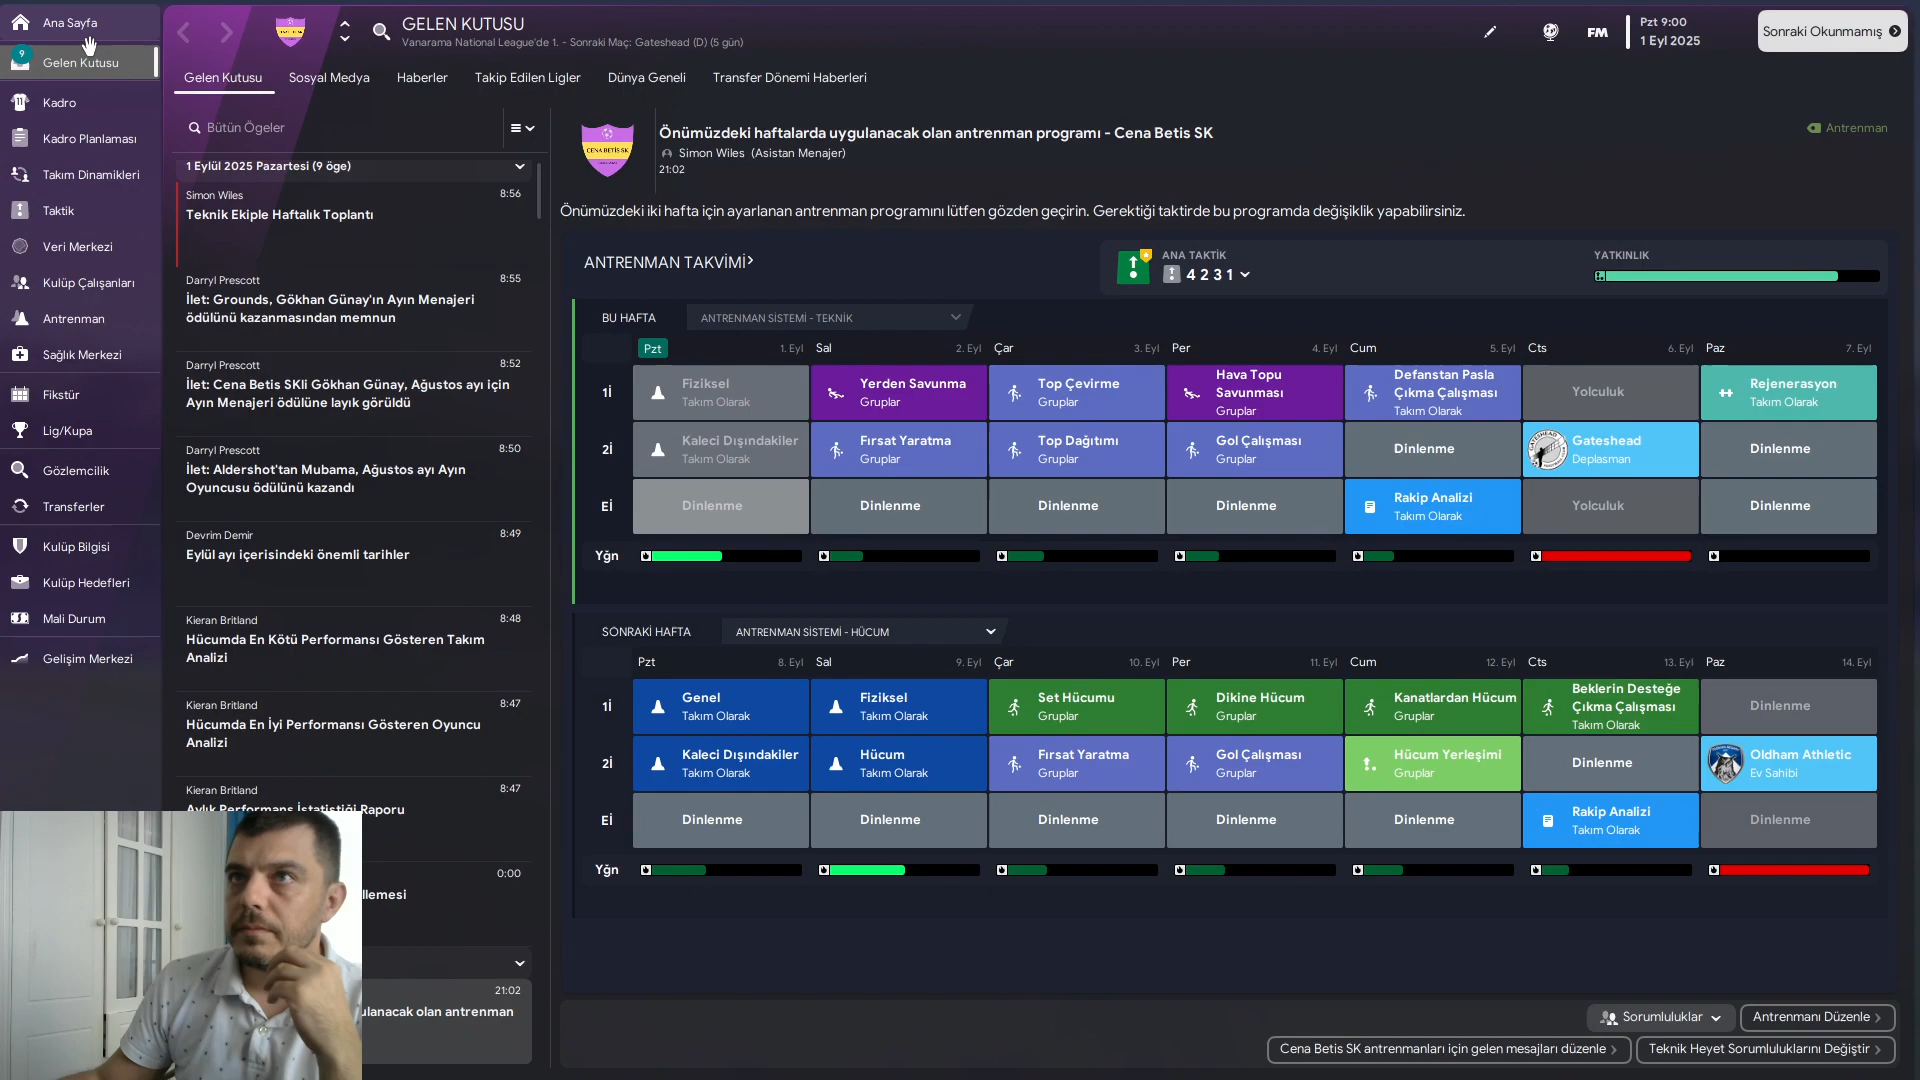 Ana Sayfa
9
Gelen Kutusu
Kadro
Kadro Planlaması
Takım Dinamikleri
Taktik
Veri Merkezi
Kulüp Çalışanları
Antrenman
Sağlık Merkezi
Fikstür
Lig/Kupa
Gözlemcilik
Transferler
Kulüp Bilgisi
Kulüp Hedefleri
Mali Durum
Gelişim Merkezi
GELEN KUTUSU
Vanarama National League'de 1. - Sonraki Maç: Gateshead (D) (5 gün)
FM
Pzt 9:00
1 Eyl 2025
Sonraki Okunmamış
Gelen Kutusu
Sosyal Medya
Haberler
Takip Edilen Ligler
Dünya Geneli
Transfer Dönemi Haberleri
Bütün Ögeler
1 Eylül 2025 Pazartesi (9 öge)
Simon Wiles 8:56
Teknik Ekiple Haftalık Toplantı
Darryl Prescott 8:55
İlet: Grounds, Gökhan Günay'ın Ayın Menajeri
ödülünü kazanmasından memnun
Darryl Prescott 8:52
İlet: Cena Betis SKli Gökhan Günay, Ağustos ayı için
Ayın Menajeri ödülüne layık görüldü
Darryl Prescott 8:50
İlet: Aldershot'tan Mubama, Ağustos ayı Ayın
Oyuncusu ödülünü kazandı
Devrim Demir 8:49
Eylül ayı içerisindeki önemli tarihler
Kieran Britland 8:48
Hücumda En Kötü Performansı Gösteren Takım
Analizi
Kieran Britland 8:47
Hücumda En İyi Performansı Gösteren Oyuncu
Analizi
Kieran Britland 8:47
Aylık Performans İstatistiği Raporu
0:00
llemesi
21:02
ulanacak olan antrenman
CENA BETİS SK
Önümüzdeki haftalarda uygulanacak olan antrenman programı - Cena Betis SK
Simon Wiles (Asistan Menajer)
21:02
Antrenman
Önümüzdeki iki hafta için ayarlanan antrenman programını lütfen gözden geçirin. Gerektiği taktirde bu programda değişiklik yapabilirsiniz.
ANTRENMAN TAKVİMİ
ANA TAKTİK
4 2 3 1
YATKINLIK
BU HAFTA
ANTRENMAN SİSTEMİ - TEKNİK
Pzt 1. Eyl Sal 2. Eyl Çar 3. Eyl Per 4. Eyl Cum 5. Eyl Cts 6. Eyl Paz 7. Eyl
1İ
Fiziksel
Takım Olarak
Yerden Savunma
Gruplar
Top Çevirme
Gruplar
Hava Topu
Savunması
Gruplar
Defanstan Pasla
Çıkma Çalışması
Takım Olarak
Yolculuk
Rejenerasyon
Takım Olarak
2İ
Kaleci Dışındakiler
Takım Olarak
Fırsat Yaratma
Gruplar
Top Dağıtımı
Gruplar
Gol Çalışması
Gruplar
Dinlenme
Gateshead
Deplasman
Dinlenme
Eİ
Dinlenme
Dinlenme
Dinlenme
Dinlenme
Rakip Analizi
Takım Olarak
Yolculuk
Dinlenme
Yğn
SONRAKİ HAFTA
ANTRENMAN SİSTEMİ - HÜCUM
Pzt 8. Eyl Sal 9. Eyl Çar 10. Eyl Per 11. Eyl Cum 12. Eyl Cts 13. Eyl Paz 14. Eyl
1İ
Genel
Takım Olarak
Fiziksel
Takım Olarak
Set Hücumu
Gruplar
Dikine Hücum
Gruplar
Kanatlardan Hücum
Gruplar
Beklerin Desteğe
Çıkma Çalışması
Takım Olarak
Dinlenme
2İ
Kaleci Dışındakiler
Takım Olarak
Hücum
Takım Olarak
Fırsat Yaratma
Gruplar
Gol Çalışması
Gruplar
Hücum Yerleşimi
Gruplar
Dinlenme
Oldham Athletic
Ev Sahibi
Eİ
Dinlenme
Dinlenme
Dinlenme
Dinlenme
Dinlenme
Rakip Analizi
Takım Olarak
Dinlenme
Yğn
Sorumluluklar
Antrenmanı Düzenle
Cena Betis SK antrenmanları için gelen mesajları düzenle
Teknik Heyet Sorumluluklarını Değiştir